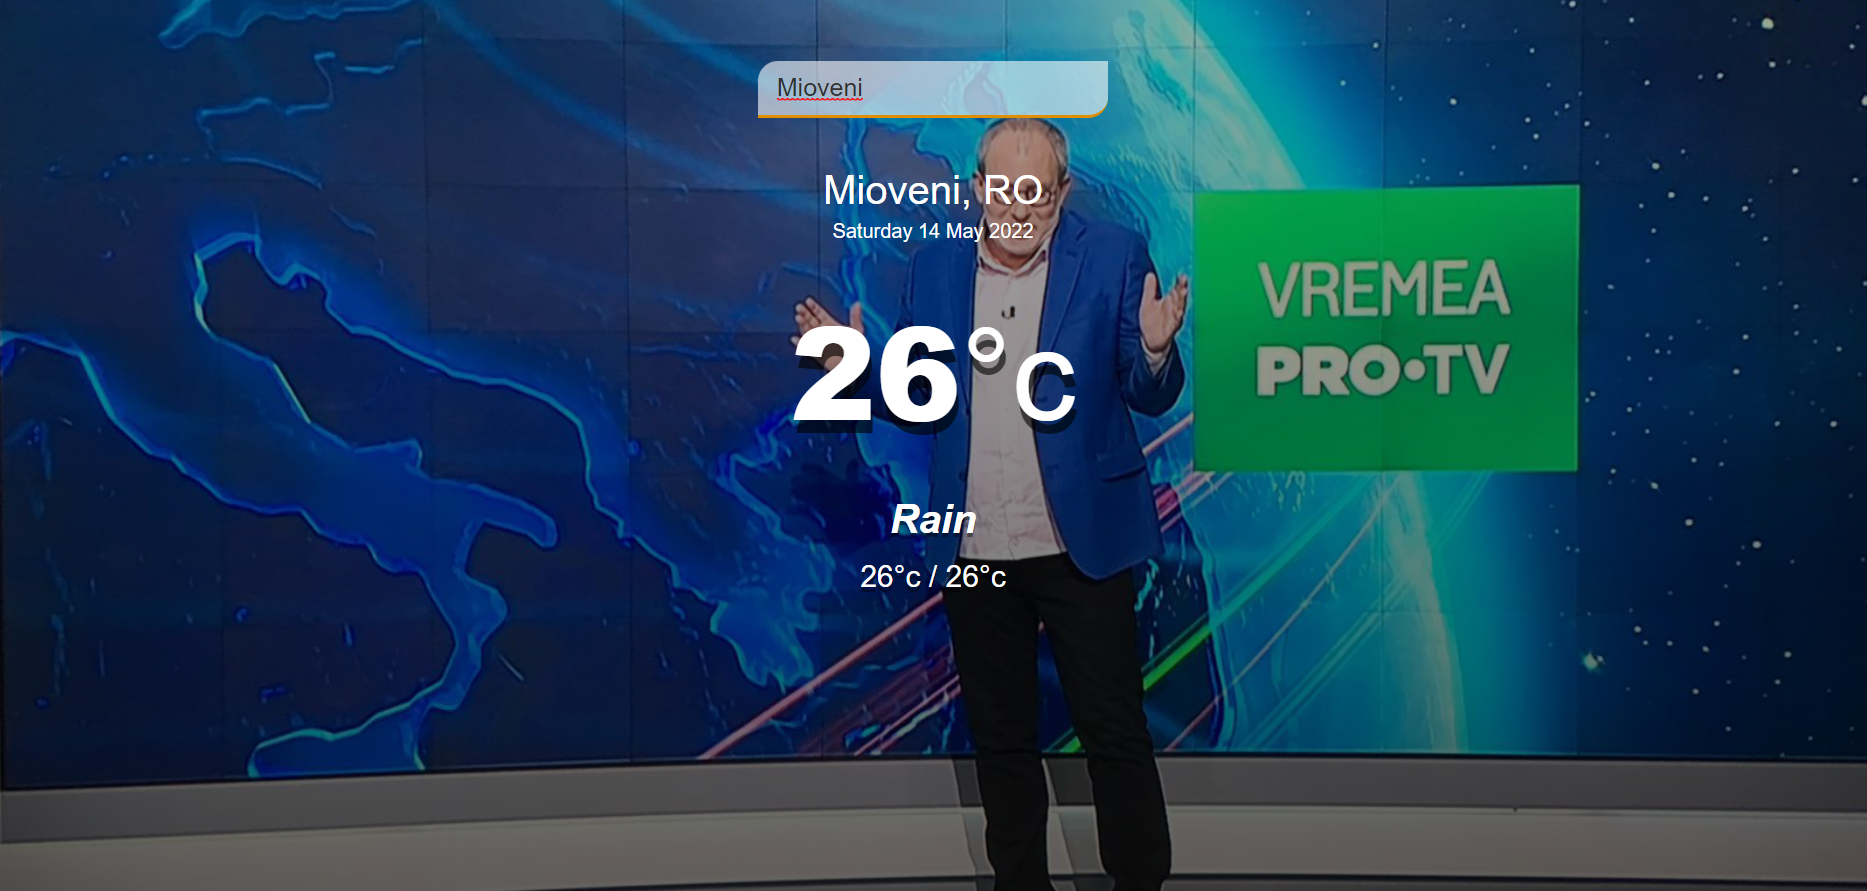 Mioveni
Mioveni, RO
Saturday 14 May 2022
26°C
Rain
26°c / 26°c
VREMEA
PRO•TV